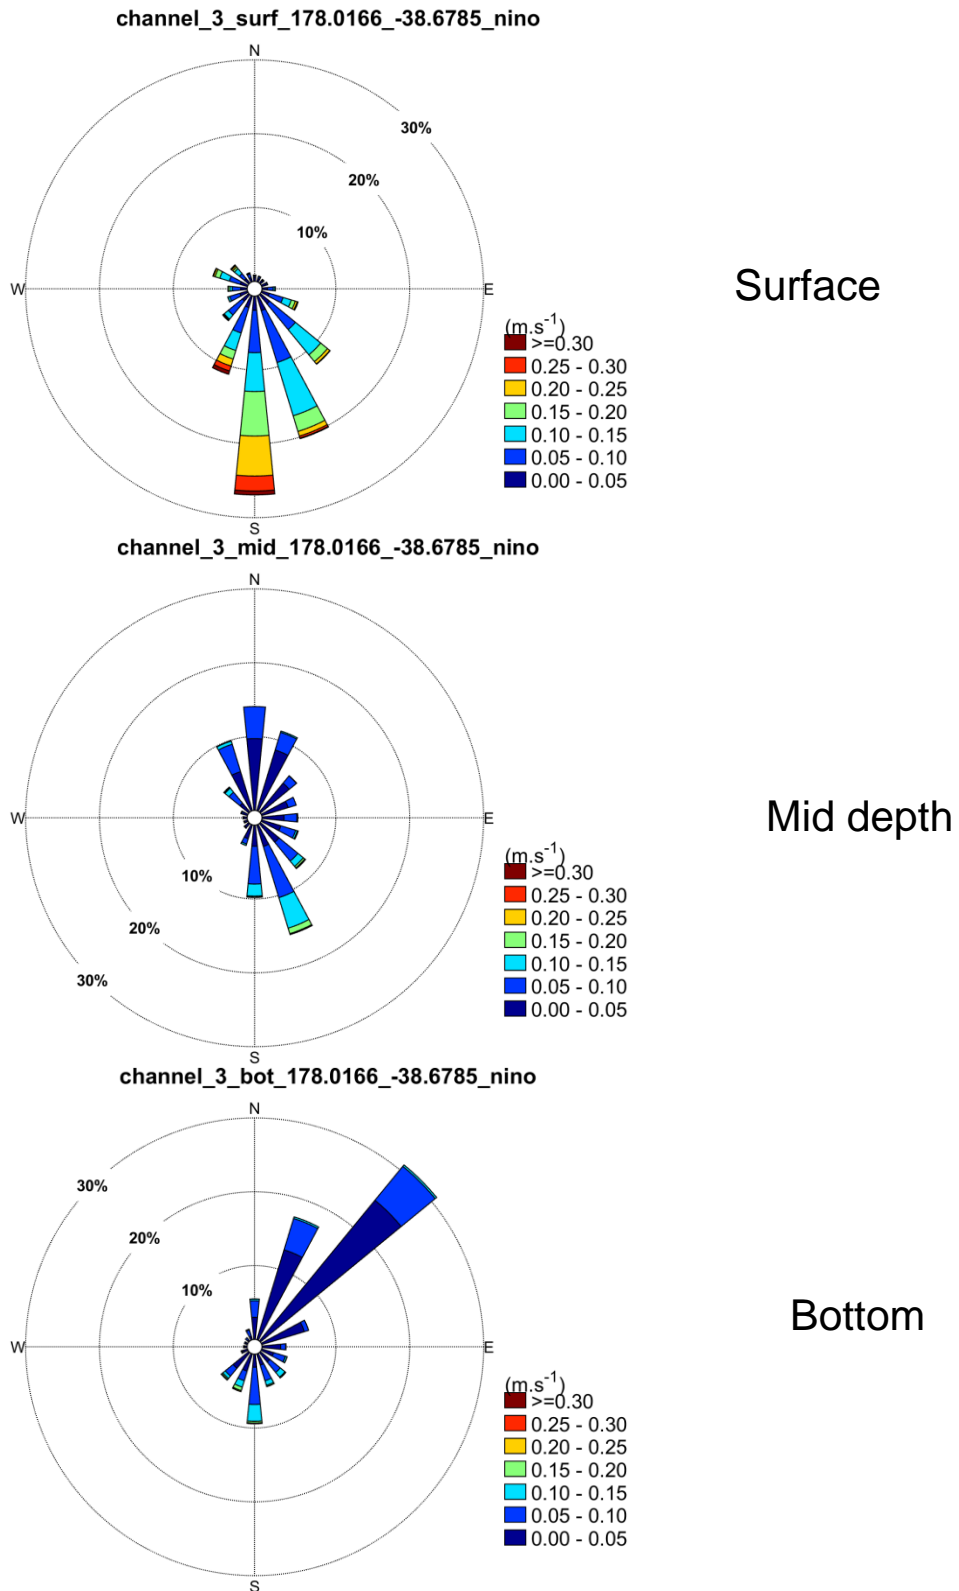 channel_3_surf_178.0166_-38.6785_nino
N
30%
20%
10%
W
E
S
Surface
(m.s-1)
>=0.30
0.25 - 0.30
0.20 - 0.25
0.15 - 0.20
0.10 - 0.15
0.05 - 0.10
0.00 - 0.05
channel_3_mid_178.0166_-38.6785_nino
N
W
E
10%
20%
30%
S
Mid depth
(m.s-1)
>=0.30
0.25 - 0.30
0.20 - 0.25
0.15 - 0.20
0.10 - 0.15
0.05 - 0.10
0.00 - 0.05
channel_3_bot_178.0166_-38.6785_nino
N
30%
20%
10%
W
E
S
Bottom
(m.s-1)
>=0.30
0.25 - 0.30
0.20 - 0.25
0.15 - 0.20
0.10 - 0.15
0.05 - 0.10
0.00 - 0.05